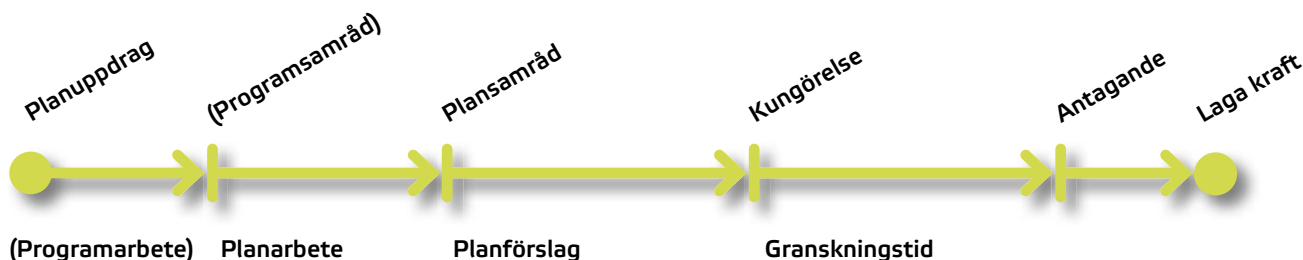 Planuppdrag
(Programsamråd)
Plansamråd
Kungörelse
Antagande
Laga kraft
(Programarbete)
Planarbete
Planförslag
Granskningstid